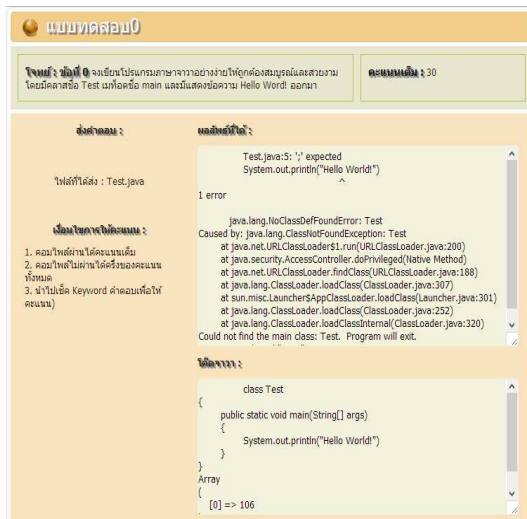 แบบทดสอบ0
โจทย์ : ข้อที่ 0 จงเขียนโปรแกรมภาษาจาวาอย่างง่ายให้ถูกต้องสมบูรณ์และสวยงาม
โดยมีคลาสชื่อ Test เมท็อดชื่อ main และมีแสดงข้อความ Hello Word! ออกมา
คะแนนเต็ม : 30
ส่งคำตอบ :
ไฟล์ที่ได้ส่ง : Test.java
เงื่อนไขการให้คะแนน :
1. คอมไพล์ผ่านได้คะแนนเต็ม
2. คอมไพล์ไม่ผ่านได้ครึ่งของคะแนน
ทั้งหมด
3. นำไปเช็ค Keyword คำตอบเพื่อให้
คะแนน)
ผลลัพธ์ที่ได้ :
Test.java:5: ';' expected
System.out.println("Hello World!")
^
1 error
java.lang.NoClassDefFoundError: Test
Caused by: java.lang.ClassNotFoundException: Test
at java.net.URLClassLoader$1.run(URLClassLoader.java:200)
at java.security.AccessController.doPrivileged(Native Method)
at java.net.URLClassLoader.findClass(URLClassLoader.java:188)
at java.lang.ClassLoader.loadClass(ClassLoader.java:307)
at sun.misc.Launcher$AppClassLoader.loadClass(Launcher.java:301)
at java.lang.ClassLoader.loadClass(ClassLoader.java:252)
at java.lang.ClassLoader.loadClassInternal(ClassLoader.java:320)
Could not find the main class: Test. Program will exit.
โค๊ดจาวา :
class Test
{
public static void main(String[] args)
{
System.out.println("Hello World!")
}
}
Array
(
[0] => 106